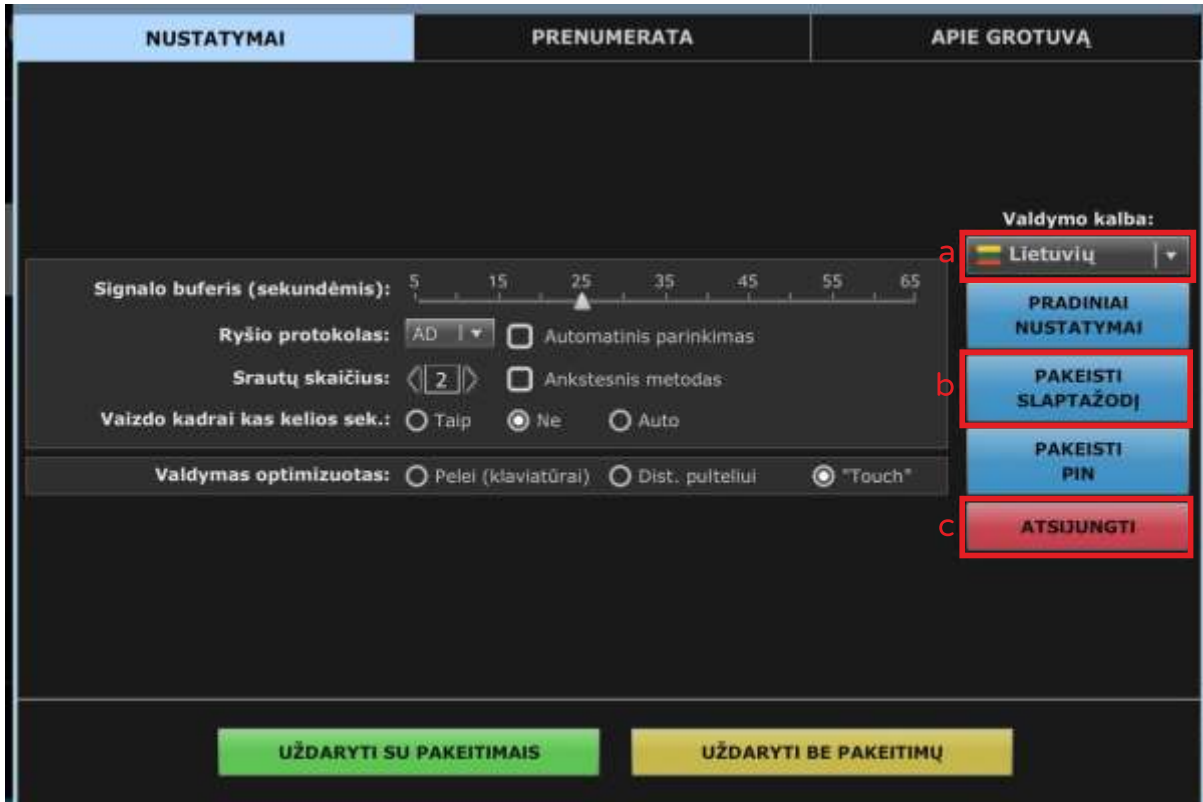 NUSTATYMAI PRENUMERATA APIE GROTUVĄ
Valdymo kalba:
a Lietuvių
Signalo buferis (sekundėmis): 5 15 25 35 45 55 65
PRADINIAI
NUSTATYMAI
Ryšio protokolas: AD Automatinis parinkimas
Srautų skaičius: 2 Ankstesnis metodas
b PAKEISTI
SLAPTAŽODĮ
Vaizdo kadrai kas kelios sek.: Taip Ne Auto
PAKEISTI
PIN
Valdymas optimizuotas: Pelei (klaviatūrai) Dist. pulteliui "Touch"
c ATSIJUNGTI
UŽDARYTI SU PAKEITIMAIS UŽDARYTI BE PAKEITIMŲ